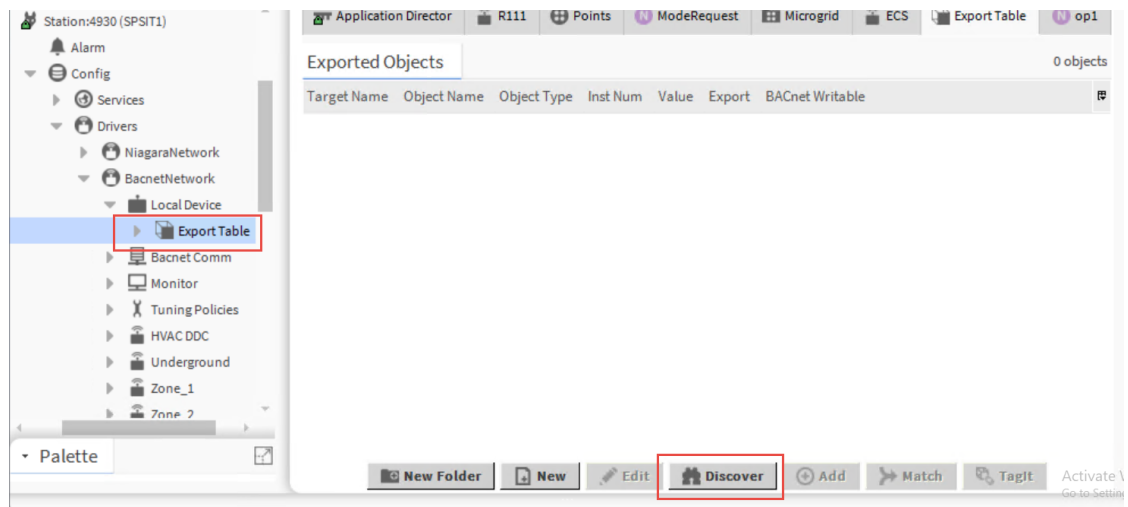 Station:4930 (SPSIT1)
Alarm
Config
Services
Drivers
NiagaraNetwork
BacnetNetwork
Local Device
Export Table
Bacnet Comm
Monitor
Tuning Policies
HVAC DDC
Underground
Zone_1
Zone_2
Palette
Application Director R111 Points N ModeRequest Microgrid ECS Export Table N op1
Exported Objects 0 objects
Target Name Object Name Object Type Inst Num Value Export BACnet Writable
New Folder New Edit Discover Add Match TagIt
Activate
Go to Settin